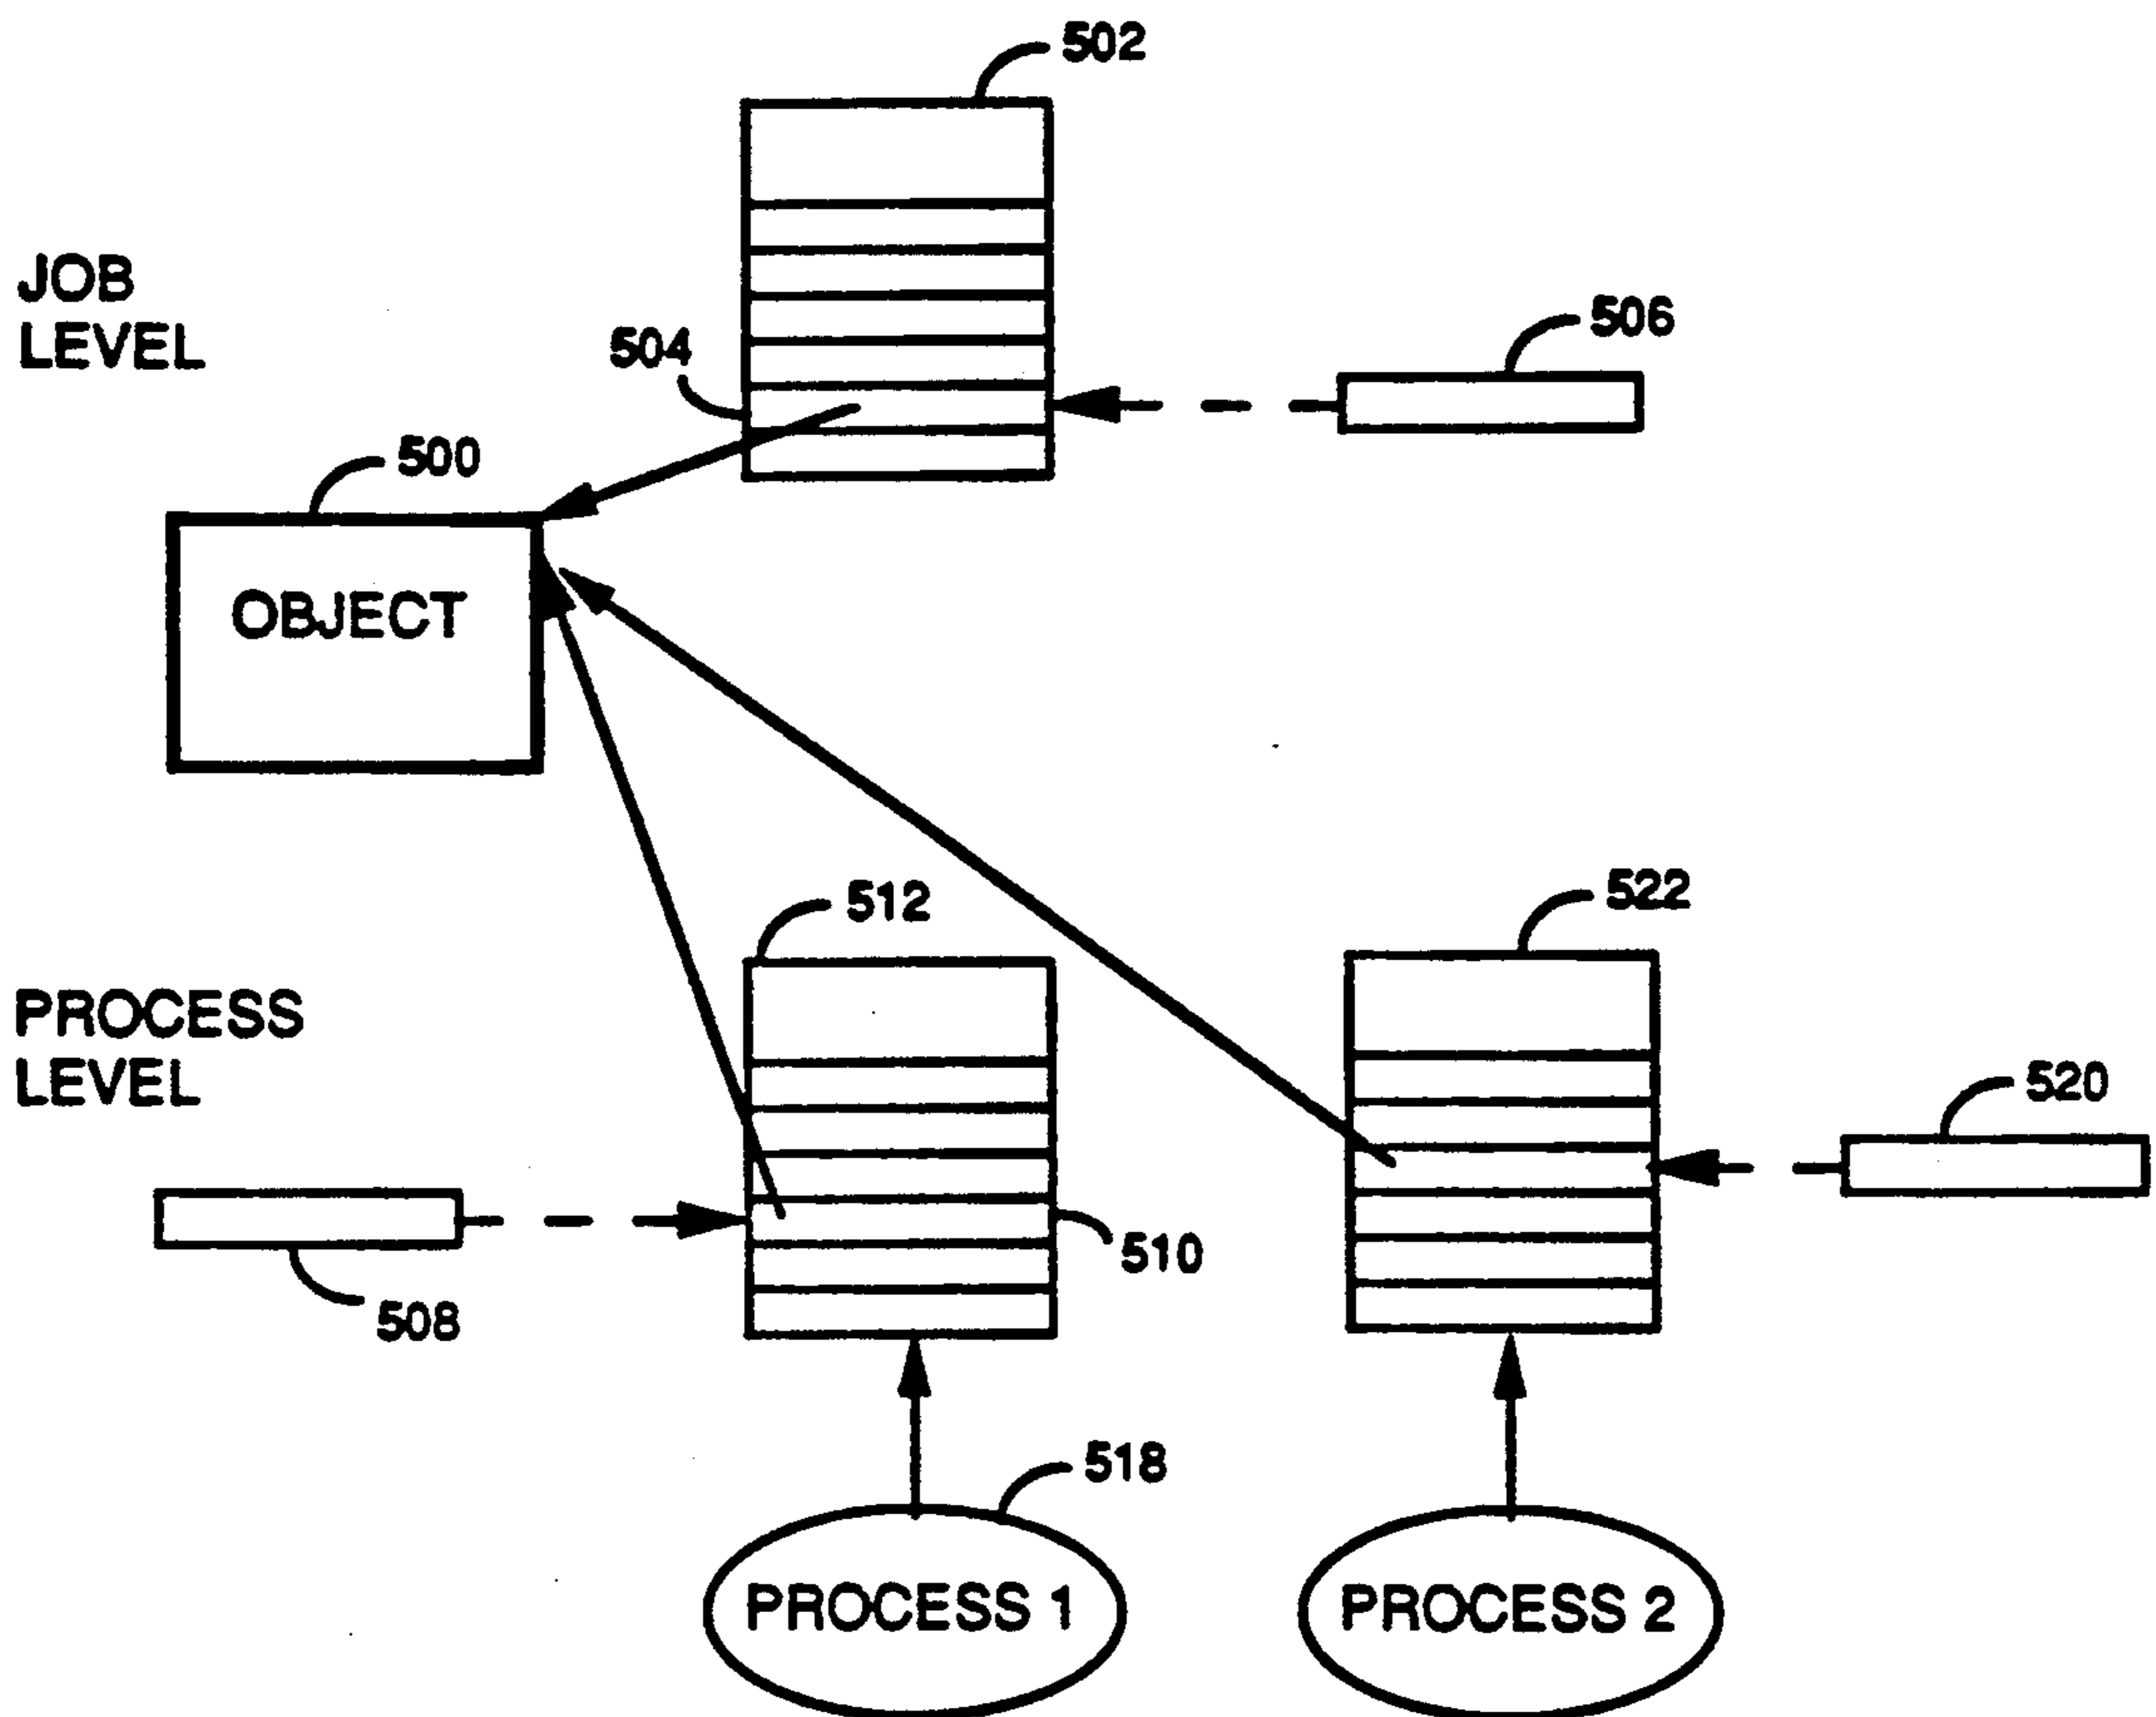 502
JOB
LEVEL
504
506
500
OBJECT
512
522
PROCESS
LEVEL
520
510
508
518
PROCESS 1
PROCESS 2